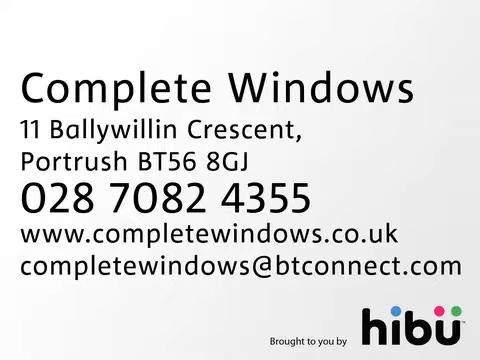 Complete Windows
11 Ballywillin Crescent,
Portrush BT56 8GJ
028 7082 4355
www.completewindows.co.uk
completewindows@btconnect.com
Brought to you by hibü™